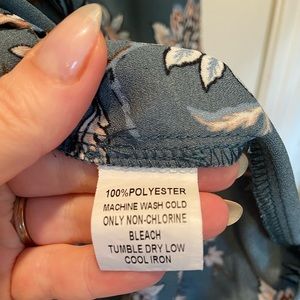 100%POLYESTER
MACHINE WASH COLD
ONLY NON-CHLORINE
BLEACH
TUMBLE DRY LOW
COOL IRON